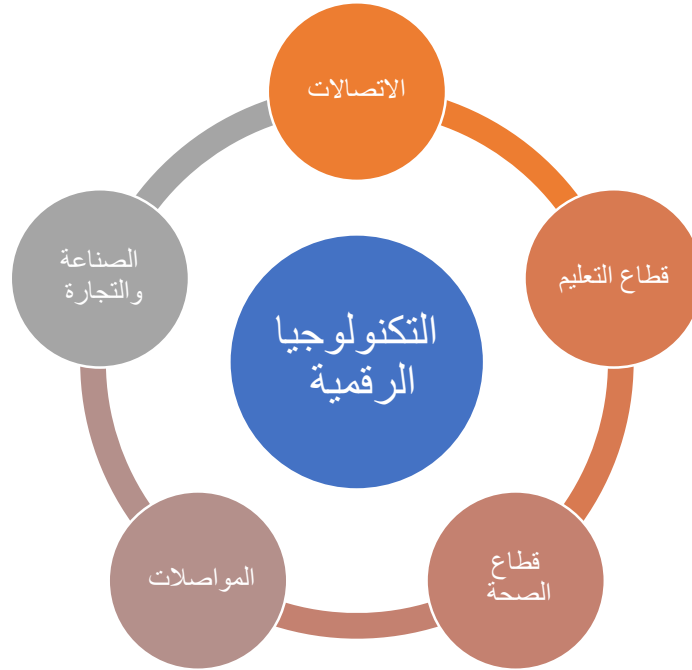 الاتصالات
قطاع التعليم
قطاع
الصحة
المواصلات
الصناعة
والتجارة
التكنولوجيا
الرقمية